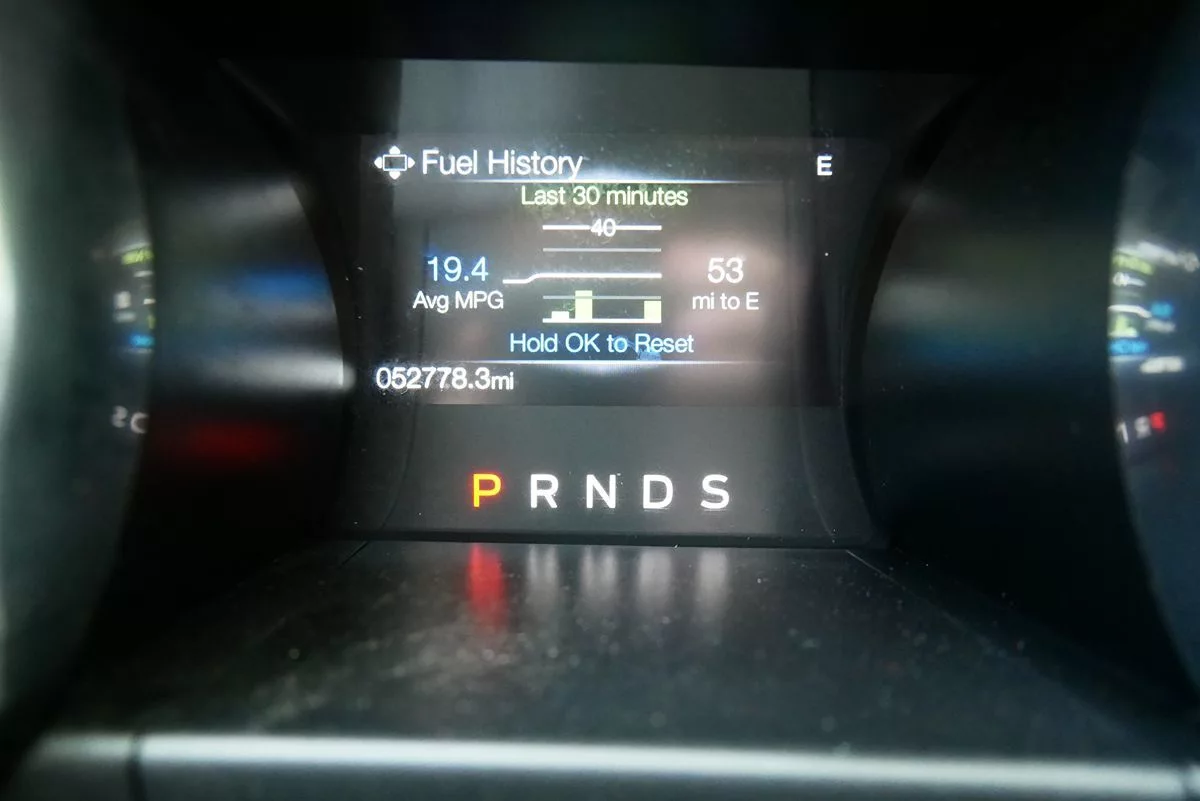 Fuel History E
Last 30 minutes
40
19.4 53
Avg MPG mi to E
Hold OK to Reset
052778.3mi
P R N D S